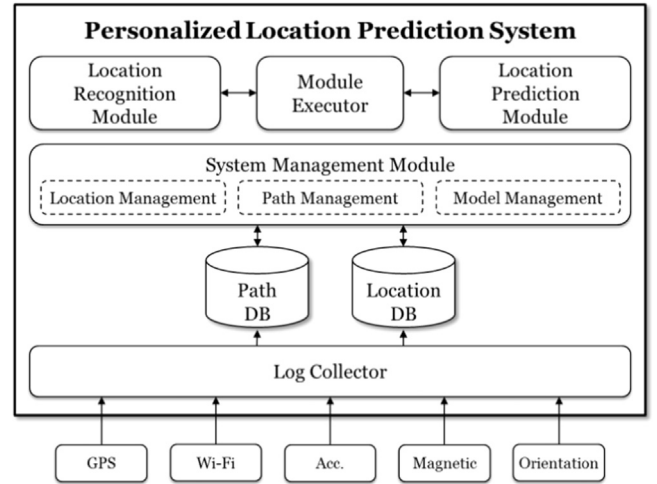 Personalized Location Prediction System
Location
Recognition
Module
Module
Executor
Location
Prediction
Module
System Management Module
Location Management
Path Management
Model Management
Path
DB
Location
DB
Log Collector
GPS
Wi-Fi
Acc.
Magnetic
Orientation